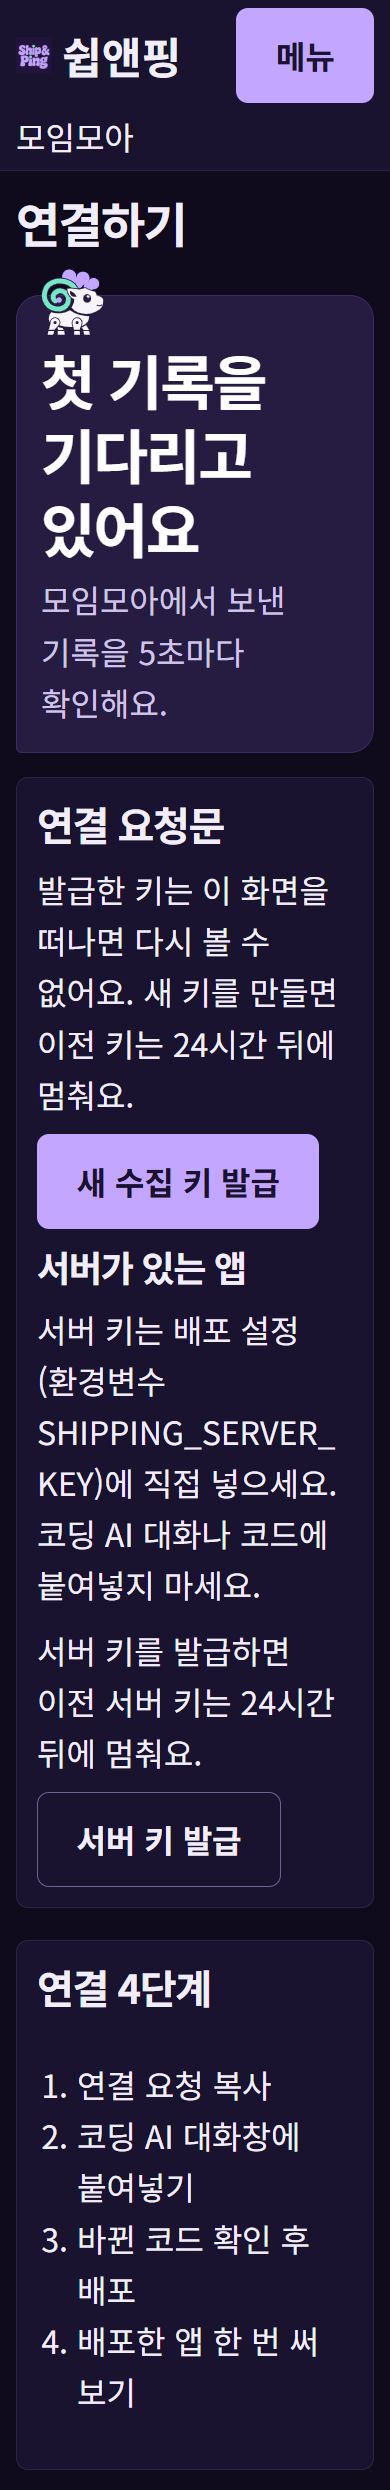 Ship&
Ping
쉽앤핑
메뉴
모임모아
연결하기
첫 기록을
기다리고
있어요
모임모아에서 보낸
기록을 5초마다
확인해요.
연결 요청문
발급한 키는 이 화면을
떠나면 다시 볼 수
없어요. 새 키를 만들면
이전 키는 24시간 뒤에
멈춰요.
새 수집 키 발급
서버가 있는 앱
서버 키는 배포 설정
(환경변수
SHIPPING_SERVER_
KEY)에 직접 넣으세요.
코딩 AI 대화나 코드에
붙여넣지 마세요.
서버 키를 발급하면
이전 서버 키는 24시간
뒤에 멈춰요.
서버 키 발급
연결 4단계
1. 연결 요청 복사
2. 코딩 AI 대화창에
붙여넣기
3. 바뀐 코드 확인 후
배포
4. 배포한 앱 한 번 써
보기